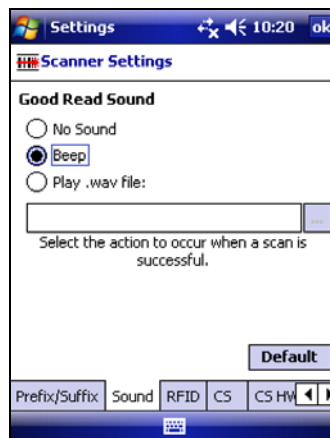 Settings 10:20 ok
Scanner Settings
Good Read Sound
No Sound
Beep
Play .wav file:
...
Select the action to occur when a scan is
successful.
Default
Prefix/Suffix Sound RFID CS CS HW